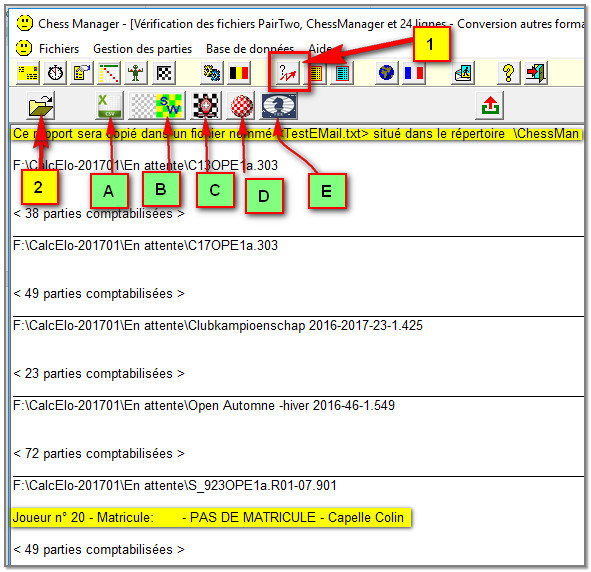 Chess Manager - [Vérification des fichiers PairTwo, ChessManager et 24 lignes - Conversion autres forma
Fichiers Gestion des parties Base de données Aide
1
X CSV
SW
Ce rapport sera copié dans un fichier nommé <TestEMail.txt> situé dans le répertoire \ChessMan
F:\CalcElo-201701\En attente\C13OPE1a.303
2
A
B
C
D
E
< 38 parties comptabilisées >
F:\CalcElo-201701\En attente\C17OPE1a.303
< 49 parties comptabilisées >
F:\CalcElo-201701\En attente\Clubkampioenschap 2016-2017-23-1.425
< 23 parties comptabilisées >
F:\CalcElo-201701\En attente\Open Automne -hiver 2016-46-1.549
< 72 parties comptabilisées >
F:\CalcElo-201701\En attente\S_923OPE1a.R01-07.901
Joueur n° 20 - Matricule: - PAS DE MATRICULE - Capelle Colin
< 49 parties comptabilisées >